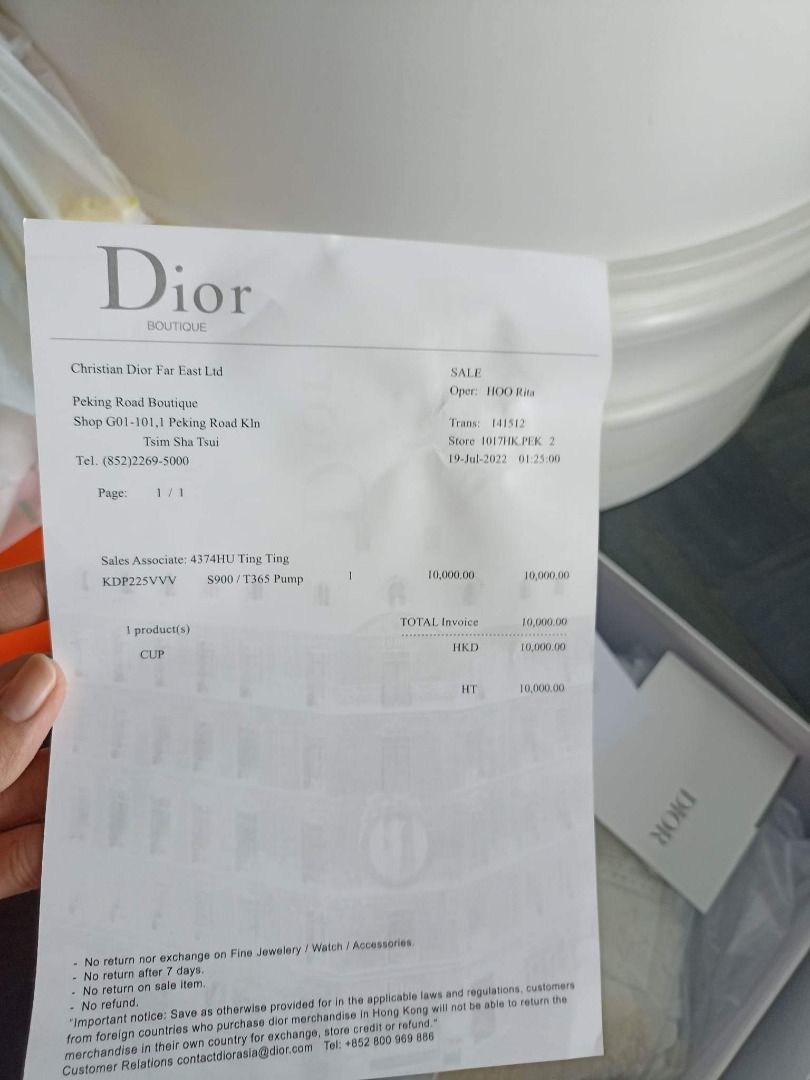 Dior
BOUTIQUE
Christian Dior Far East Ltd
Peking Road Boutique
Shop G01-101,1 Peking Road Kln
Tsim Sha Tsui
Tel. (852)2269-5000
Page: 1 / 1
SALE
Oper: HOO Rita
Trans: 141512
Store 1017HK.PEK 2
19-Jul-2022 01:25:00
Sales Associate: 4374HU Ting Ting
KDP225VVV S900 / T365 Pump 1 10,000.00 10,000.00
1 product(s) TOTAL Invoice 10,000.00
CUP HKD 10,000.00
HT 10,000.00
- No return nor exchange on Fine Jewelery / Watch / Accessories.
- No return after 7 days.
- No return on sale item.
- No refund.
"Important notice: Save as otherwise provided for in the applicable laws and regulations, customers
from foreign countries who purchase dior merchandise in Hong Kong will not be able to return the
merchandise in their own country for exchange, store credit or refund."
Customer Relations contactdiorasia@dior.com Tel: +852 800 969 886
DIOR